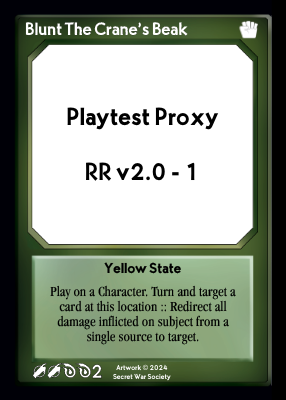 Blunt The Crane's Beak
Playtest Proxy
RR v2.0 - 1
Yellow State
Play on a Character. Turn and target a
card at this location :: Redirect all
damage inflicted on subject from a
single source to target.
2
Artwork © 2024
Secret War Society